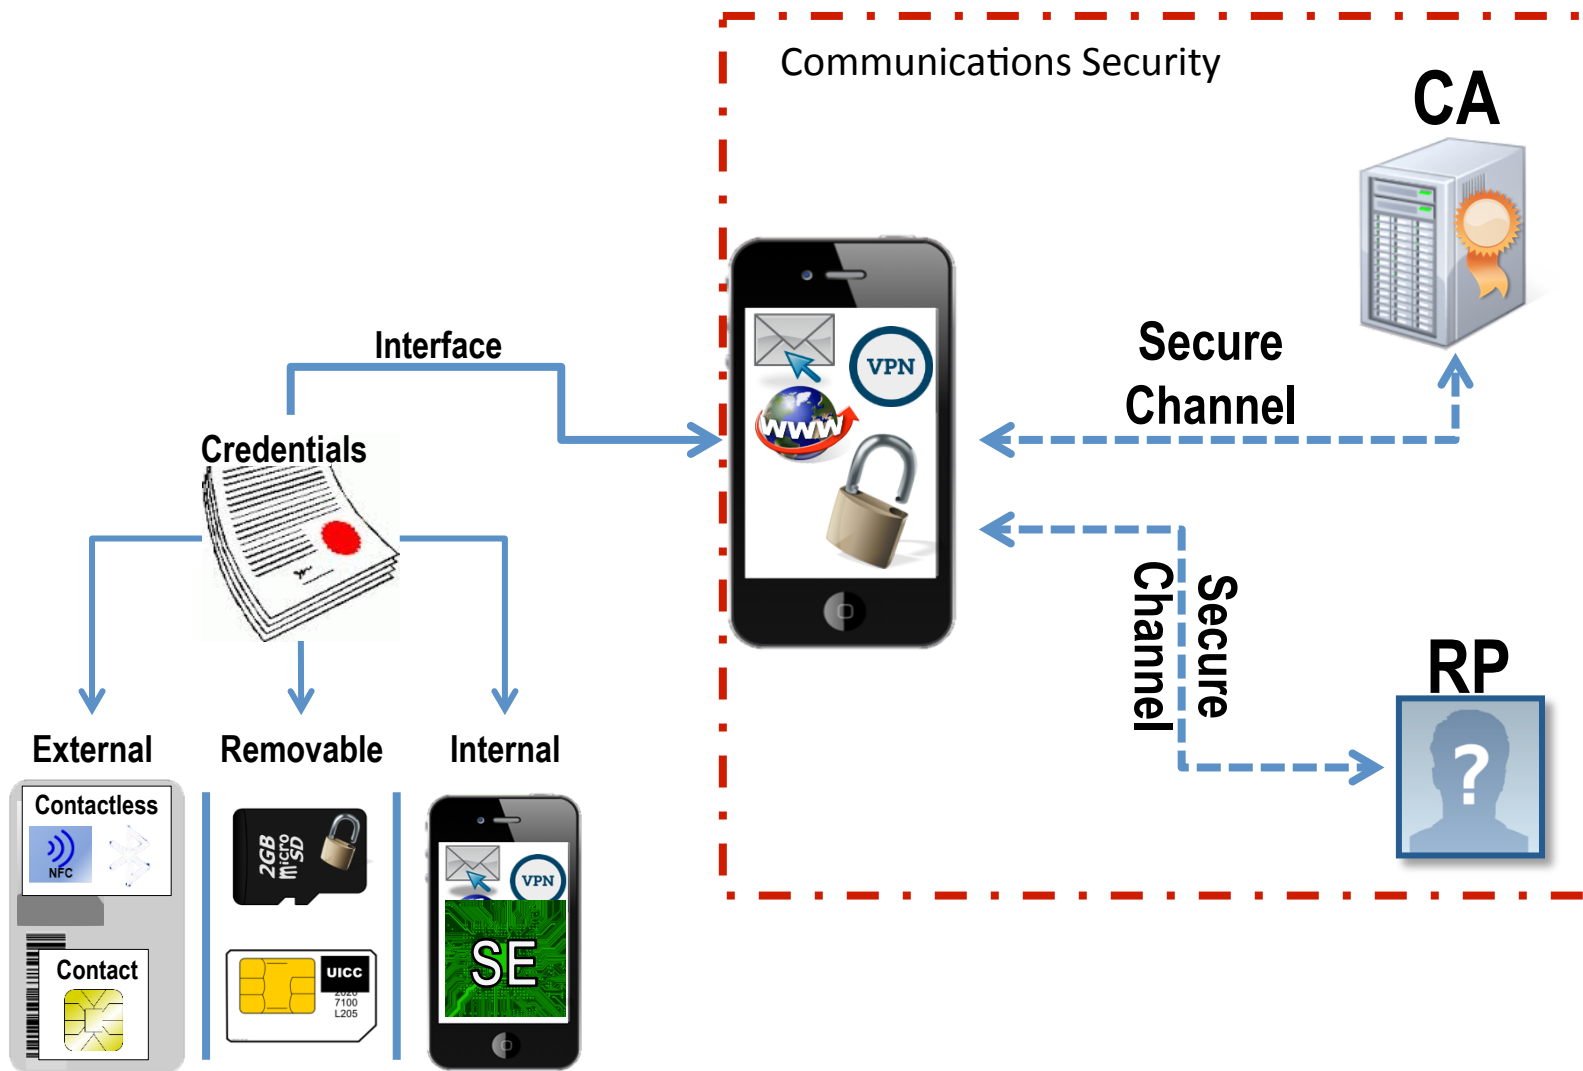 Communications Security
CA
Secure
Channel
Interface
VPN
www
Credentials
Secure
Channel
RP
?
External
Removable
Internal
Contactless
NFC
Contact
2GB
micro
SD
UICC
7100
L205
VPN
SE